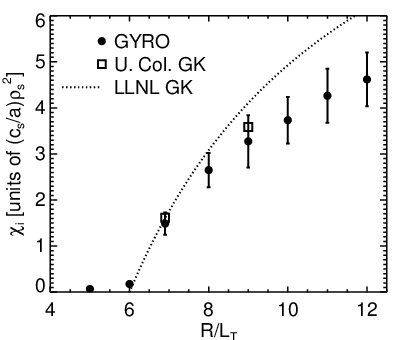 6
5
4
3
2
1
0
χᵢ [units of (cₛ/a)ρₛ²]
● GYRO
□ U. Col. GK
LLNL GK
4 6 8 10 12
R/L_T